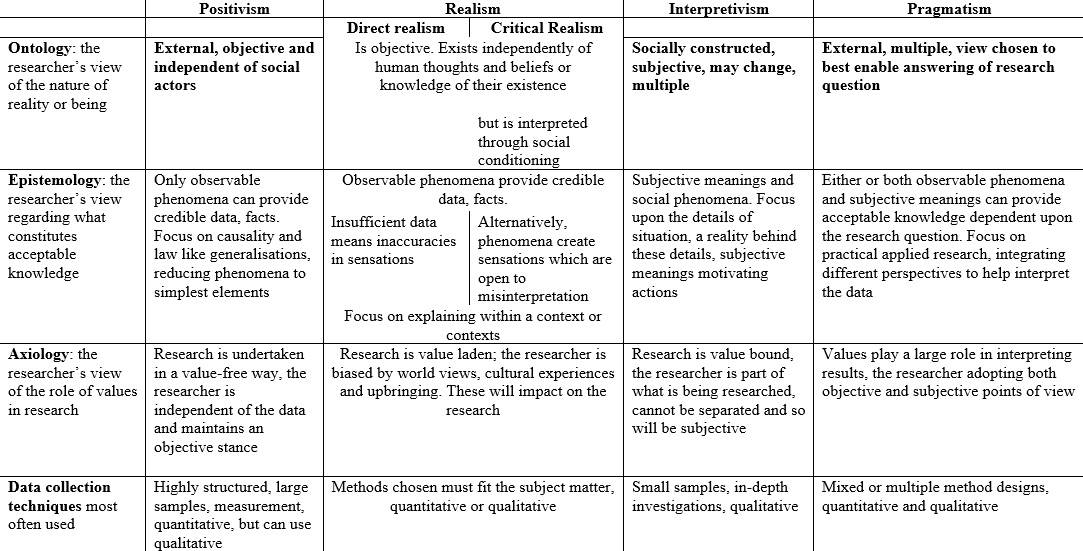 Positivism
Realism
Interpretivism
Pragmatism
Direct realism
Critical Realism
Ontology: the
researcher's view
of the nature of
reality or being
External, objective and
independent of social
actors
Is objective. Exists independently of
human thoughts and beliefs or
knowledge of their existence
but is interpreted
through social
conditioning
Socially constructed,
subjective, may change,
multiple
External, multiple, view chosen to
best enable answering of research
question
Epistemology: the
researcher's view
regarding what
constitutes
acceptable
knowledge
Only observable
phenomena can provide
credible data, facts.
Focus on causality and
law like generalisations,
reducing phenomena to
simplest elements
Observable phenomena provide credible
data, facts.
Insufficient data
means inaccuracies
in sensations
Alternatively,
phenomena create
sensations which are
open to
misinterpretation
Focus on explaining within a context or
contexts
Subjective meanings and
social phenomena. Focus
upon the details of
situation, a reality behind
these details, subjective
meanings motivating
actions
Either or both observable phenomena
and subjective meanings can provide
acceptable knowledge dependent upon
the research question. Focus on
practical applied research, integrating
different perspectives to help interpret
the data
Axiology: the
researcher's view
of the role of values
in research
Research is undertaken
in a value-free way, the
researcher is
independent of the data
and maintains an
objective stance
Research is value laden; the researcher is
biased by world views, cultural experiences
and upbringing. These will impact on the
research
Research is value bound,
the researcher is part of
what is being researched,
cannot be separated and so
will be subjective
Values play a large role in interpreting
results, the researcher adopting both
objective and subjective points of view
Data collection
techniques most
often used
Highly structured, large
samples, measurement,
quantitative, but can use
qualitative
Methods chosen must fit the subject matter,
quantitative or qualitative
Small samples, in-depth
investigations, qualitative
Mixed or multiple method designs,
quantitative and qualitative